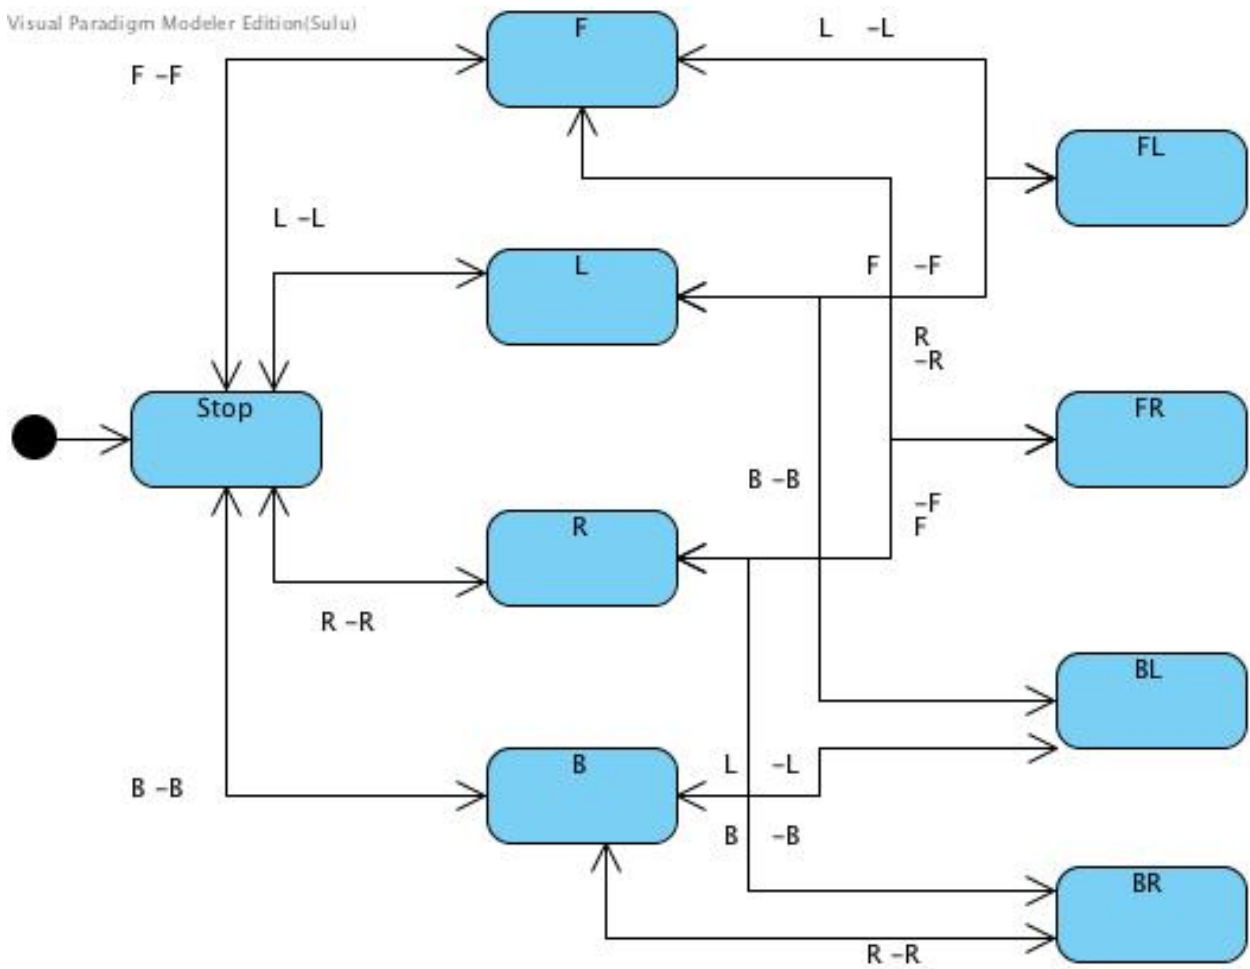 Visual Paradigm Modeler Edition(Sulu)
F
L -L
F -F
FL
L -L
L
F -F
R
-R
Stop
FR
B -B
-F
F
R
R -R
BL
B
L -L
B -B
B -B
BR
R -R